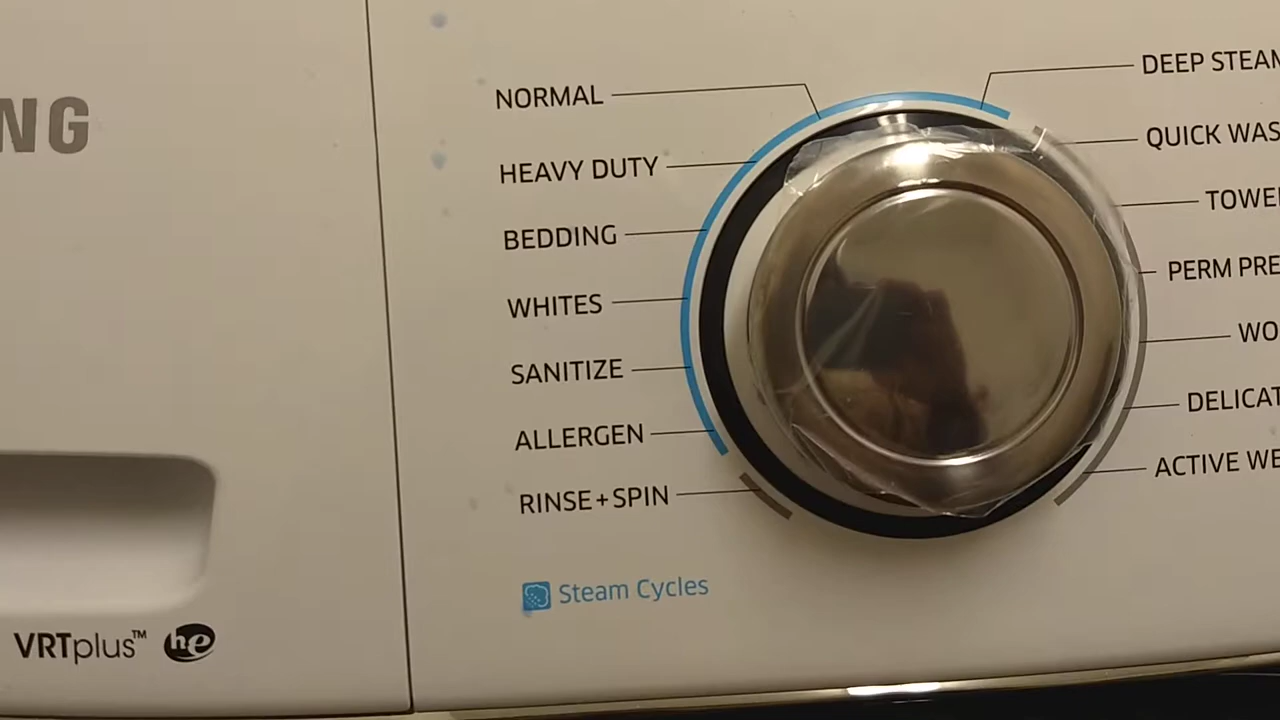 NG
NORMAL
HEAVY DUTY
BEDDING
WHITES
SANITIZE
ALLERGEN
RINSE+SPIN
Steam Cycles
DEEP STEAM
QUICK WAS
TOWE
PERM PRE
WO
DELICAT
ACTIVE WE
VRTplus™ he